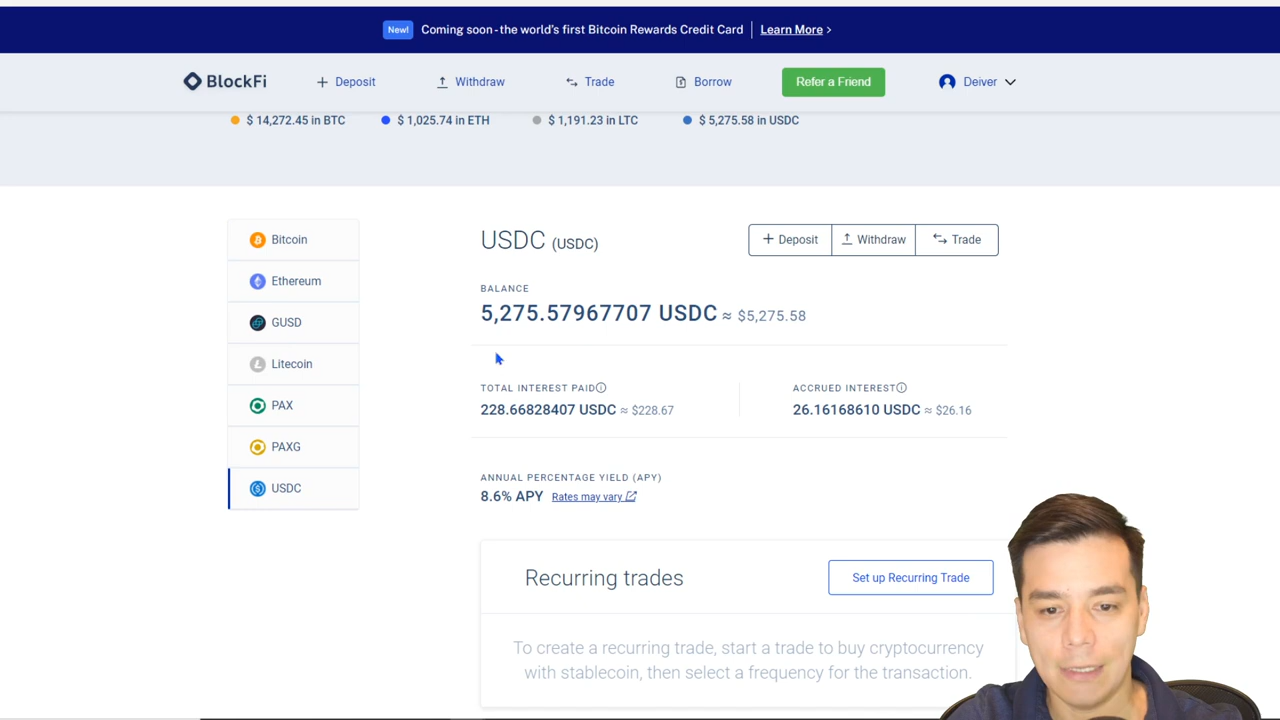 New! Coming soon - the world's first Bitcoin Rewards Credit Card Learn More >
BlockFi Deposit Withdraw Trade Borrow Refer a Friend Deiver
$ 14,272.45 in BTC $ 1,025.74 in ETH $ 1,191.23 in LTC $ 5,275.58 in USDC
Bitcoin
Ethereum
GUSD
Litecoin
PAX
PAXG
USDC
USDC (USDC)
+ Deposit Withdraw Trade
BALANCE
5,275.57967707 USDC ≈ $5,275.58
TOTAL INTEREST PAID
228.66828407 USDC ≈ $228.67
ACCRUED INTEREST
26.16168610 USDC ≈ $26.16
ANNUAL PERCENTAGE YIELD (APY)
8.6% APY Rates may vary
Recurring trades
Set up Recurring Trade
To create a recurring trade, start a trade to buy cryptocurrency
with stablecoin, then select a frequency for the transaction.